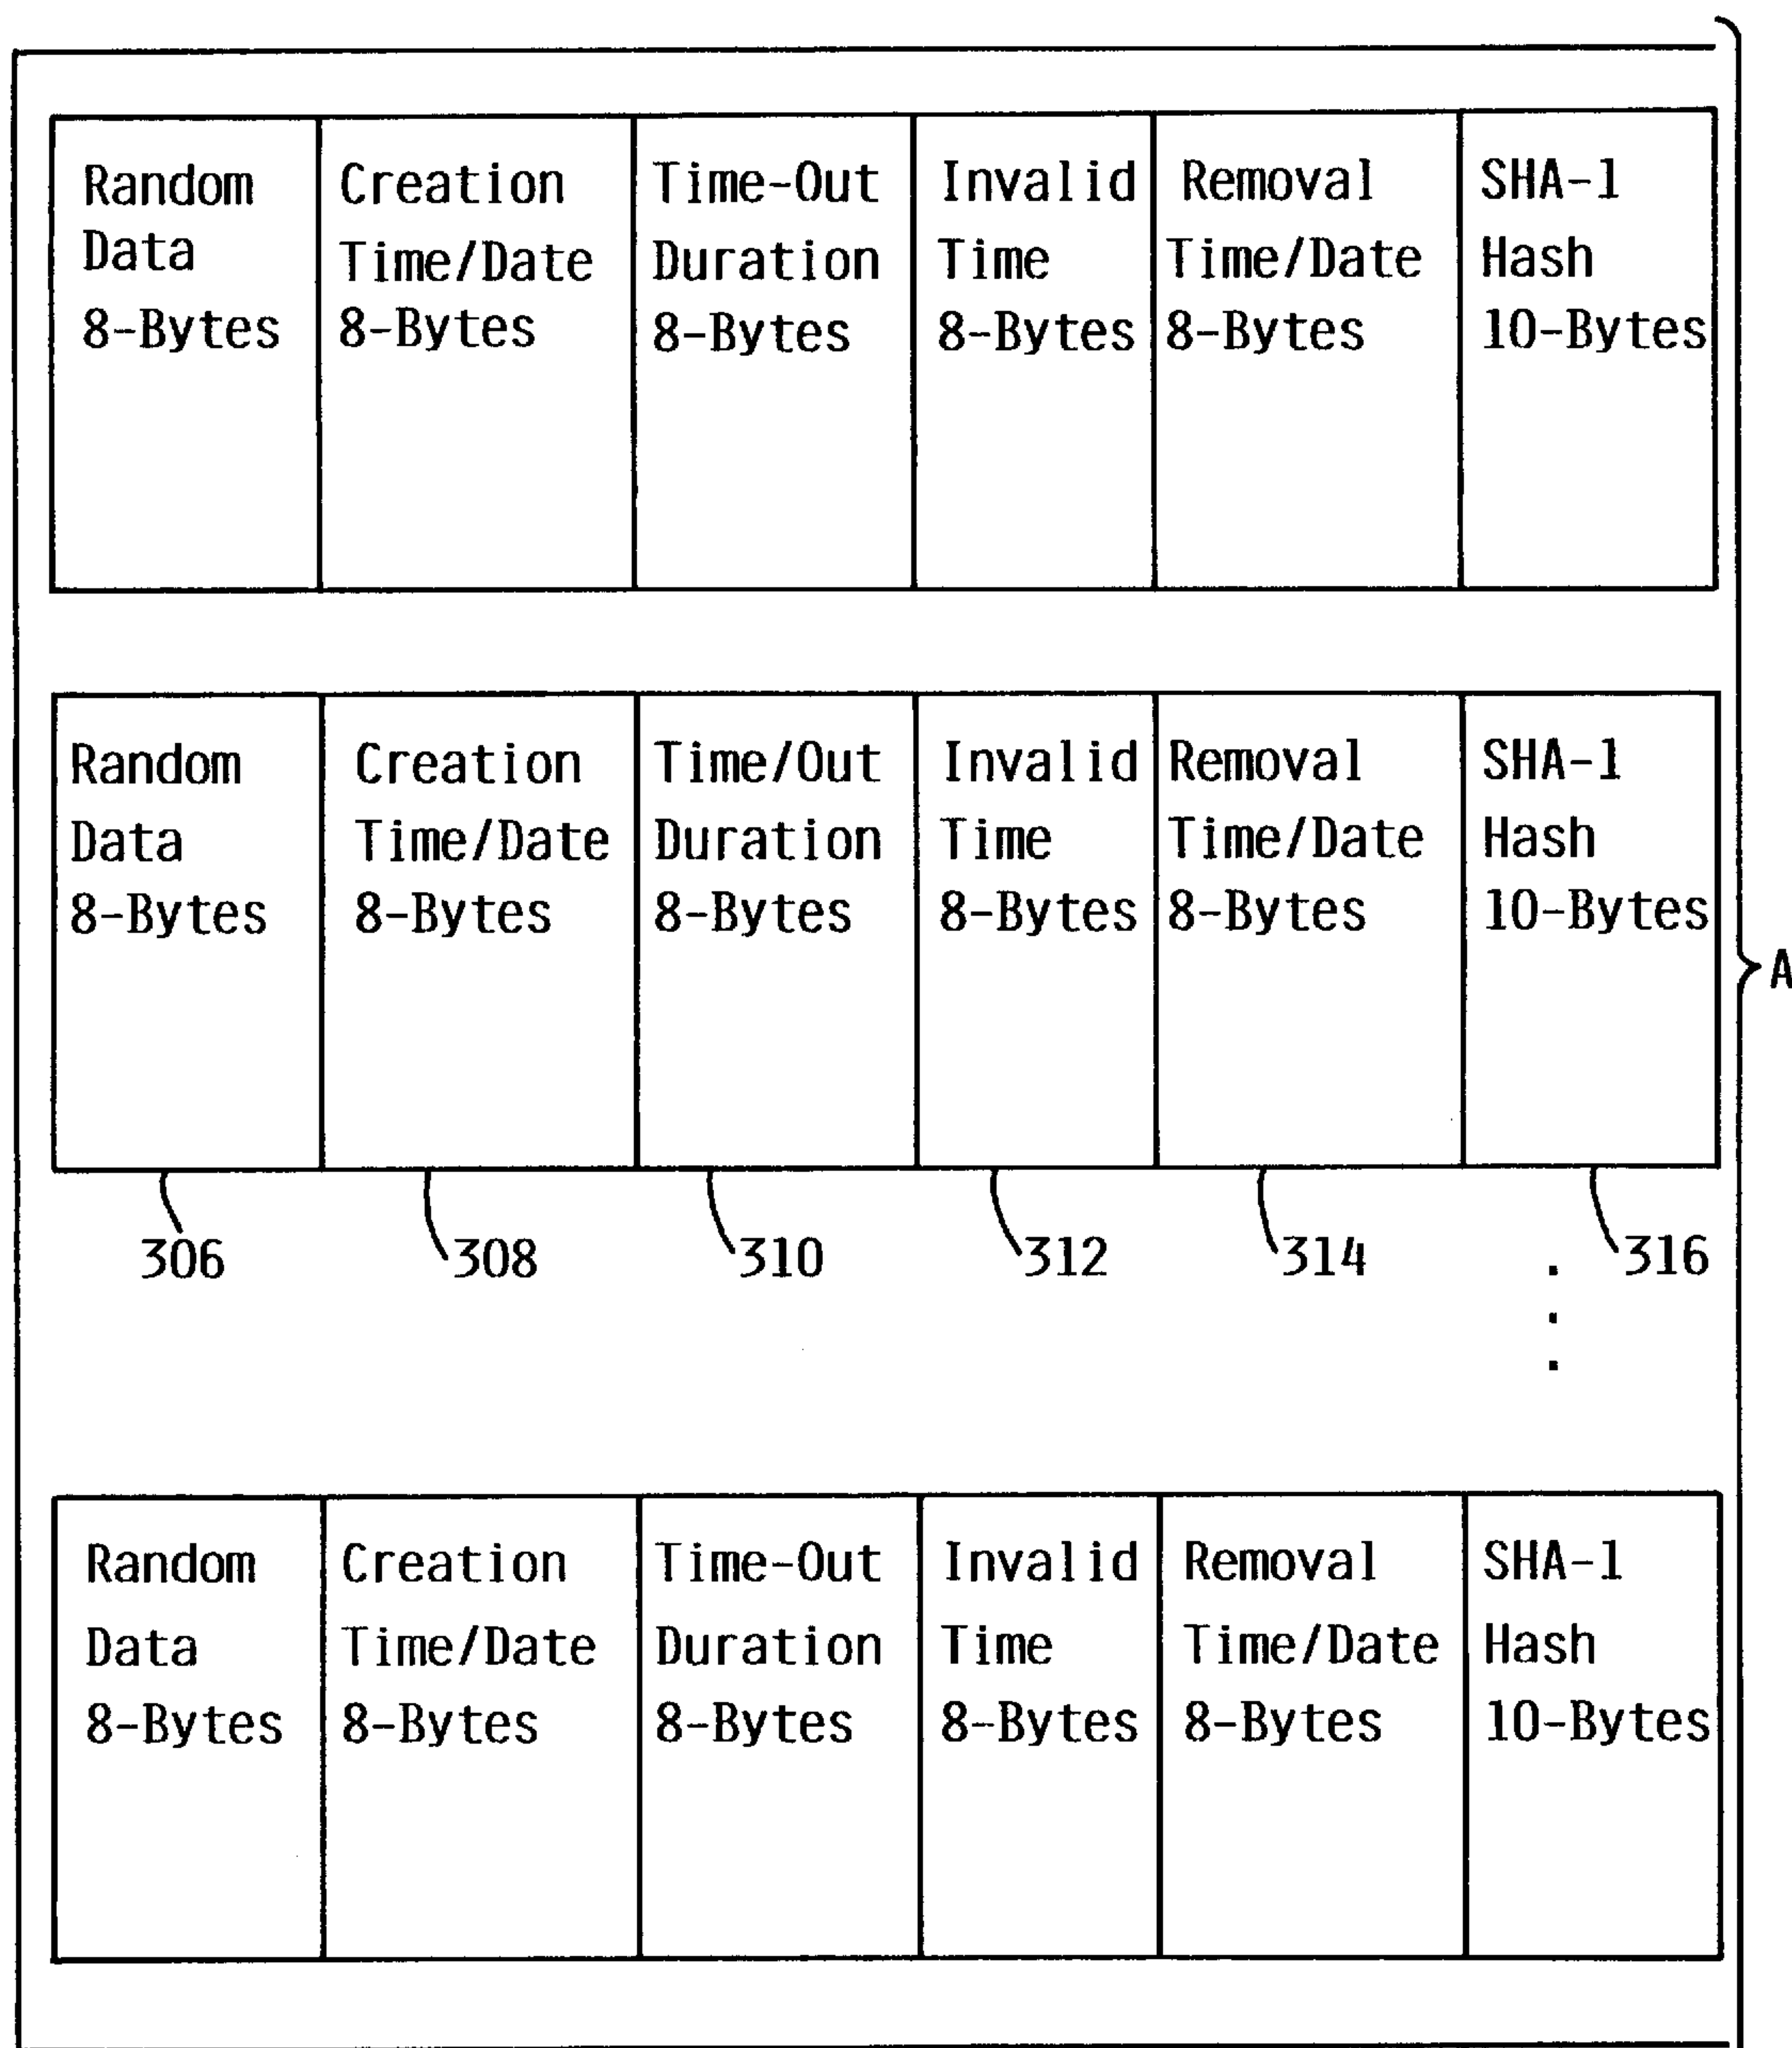 Random
Data
8-Bytes
Creation
Time/Date
8-Bytes
Time-Out
Duration
8-Bytes
Invalid
Time
8-Bytes
Removal
Time/Date
8-Bytes
SHA-1
Hash
10-Bytes
Random
Data
8-Bytes
Creation
Time/Date
8-Bytes
Time/Out
Duration
8-Bytes
Invalid
Time
8-Bytes
Removal
Time/Date
8-Bytes
SHA-1
Hash
10-Bytes
A
306
308
310
312
314
316
Random
Data
8-Bytes
Creation
Time/Date
8-Bytes
Time-Out
Duration
8-Bytes
Invalid
Time
8-Bytes
Removal
Time/Date
8-Bytes
SHA-1
Hash
10-Bytes